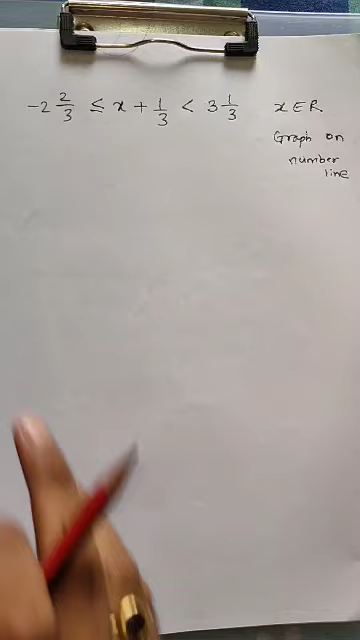 -2 2/3 ≤ x + 1/3 < 3 1/3 x ∈ R
Graph on
number
line